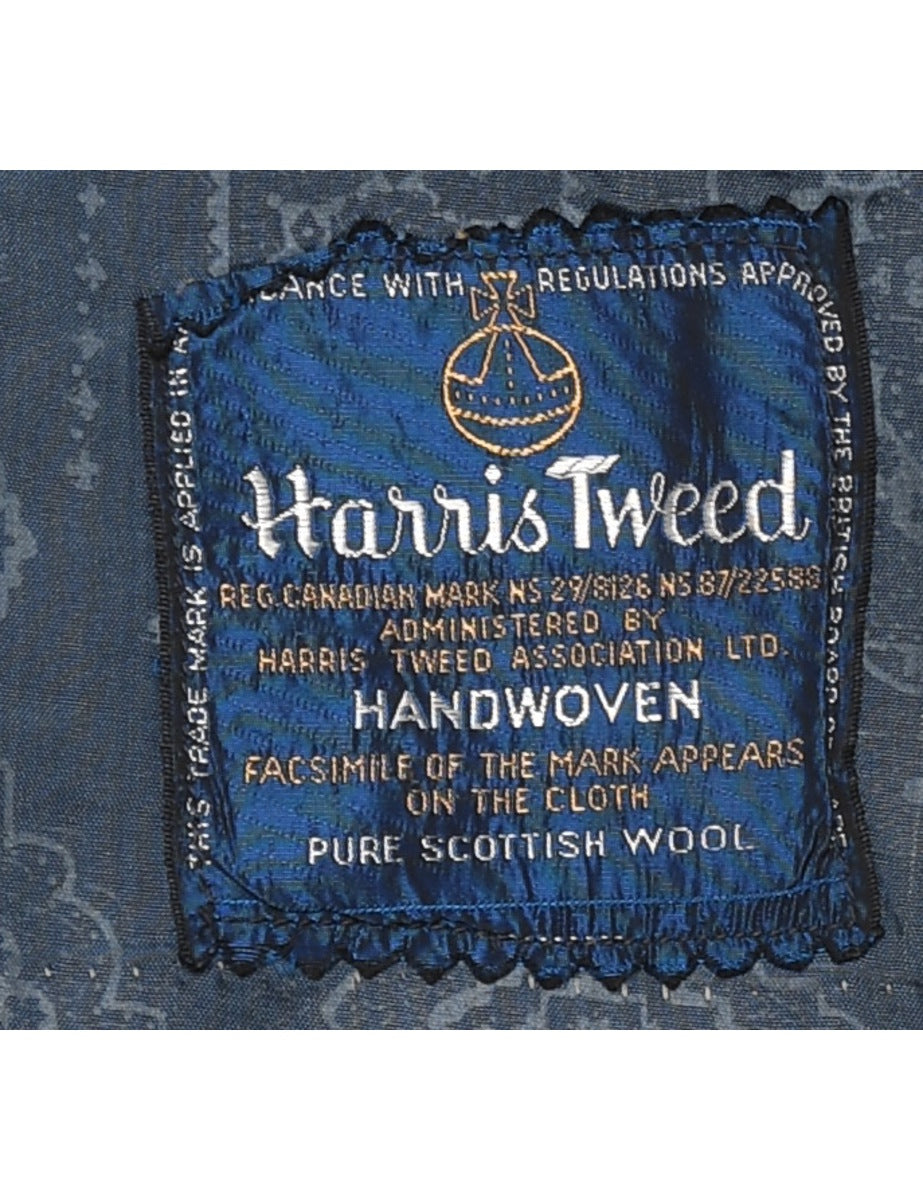 THIS TRADE MARK IS APPLIED IN
WITH REGULATIONS APPROVED BY THE BRITISH BOARD
Harris Tweed
REG. CANADIAN MARK NS 29/8126 NS 87/22588
ADMINISTERED BY
HARRIS TWEED ASSOCIATION LTD.
HANDWOVEN
FACSIMILE OF THE MARK APPEARS
ON THE CLOTH
PURE SCOTTISH WOOL